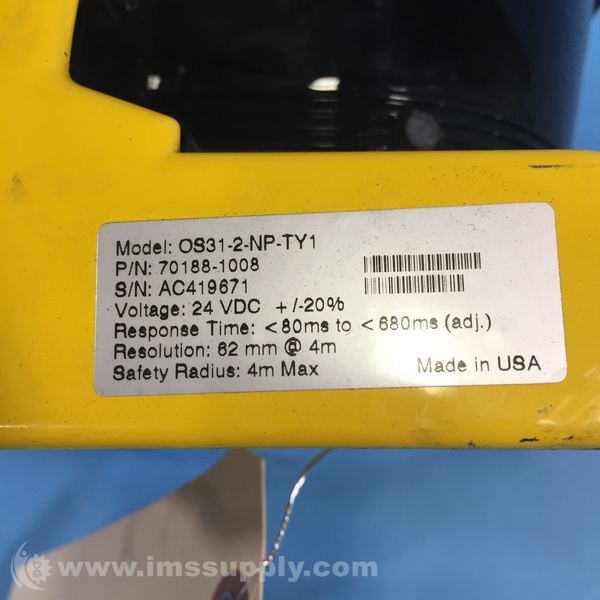 Model: OS31-2-NP-TY1
P/N: 70188-1008
S/N: AC419671
Voltage: 24 VDC +/-20%
Response Time: <80ms to <680ms (adj.)
Resolution: 62 mm @ 4m
Safety Radius: 4m Max
Made in USA
www.imssupply.com